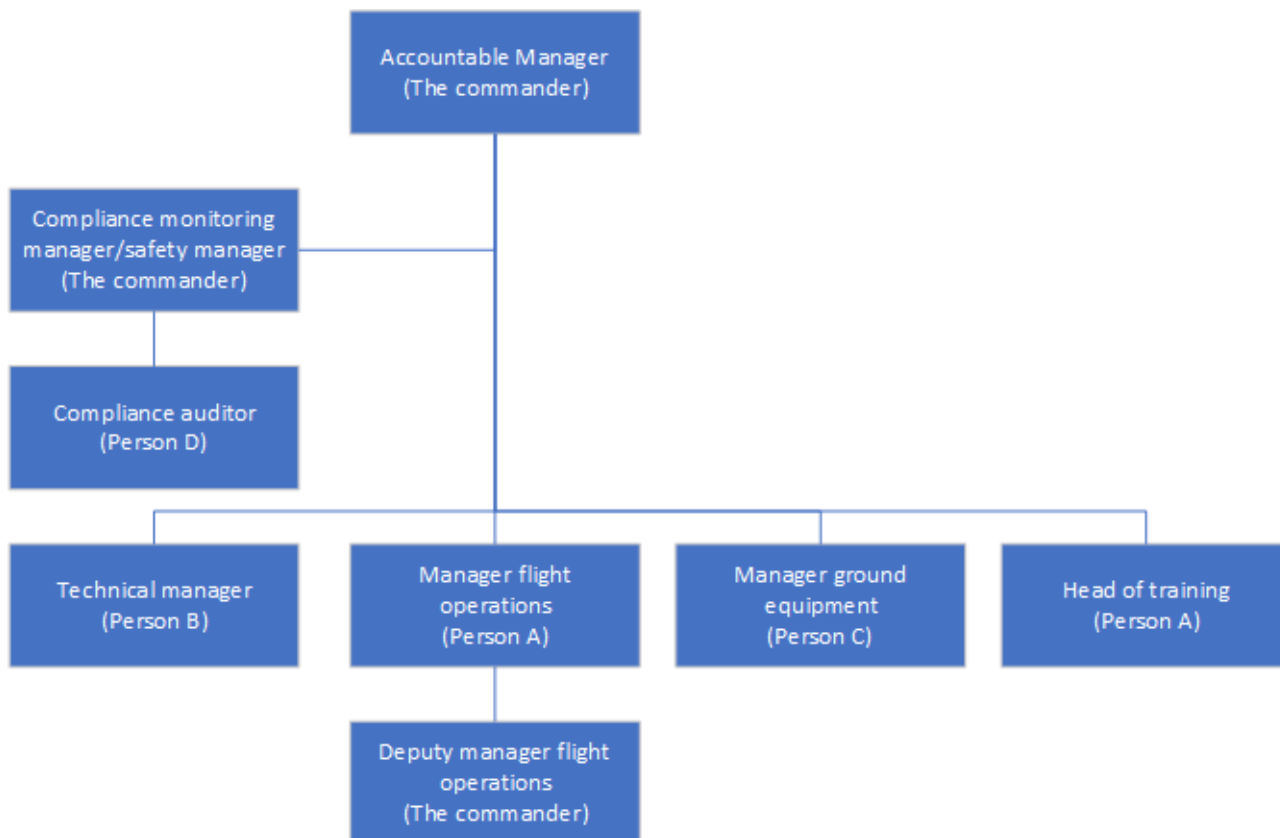 Accountable Manager
(The commander)
Compliance monitoring
manager/safety manager
(The commander)
Compliance auditor
(Person D)
Technical manager
(Person B)
Manager flight
operations
(Person A)
Manager ground
equipment
(Person C)
Head of training
(Person A)
Deputy manager flight
operations
(The commander)